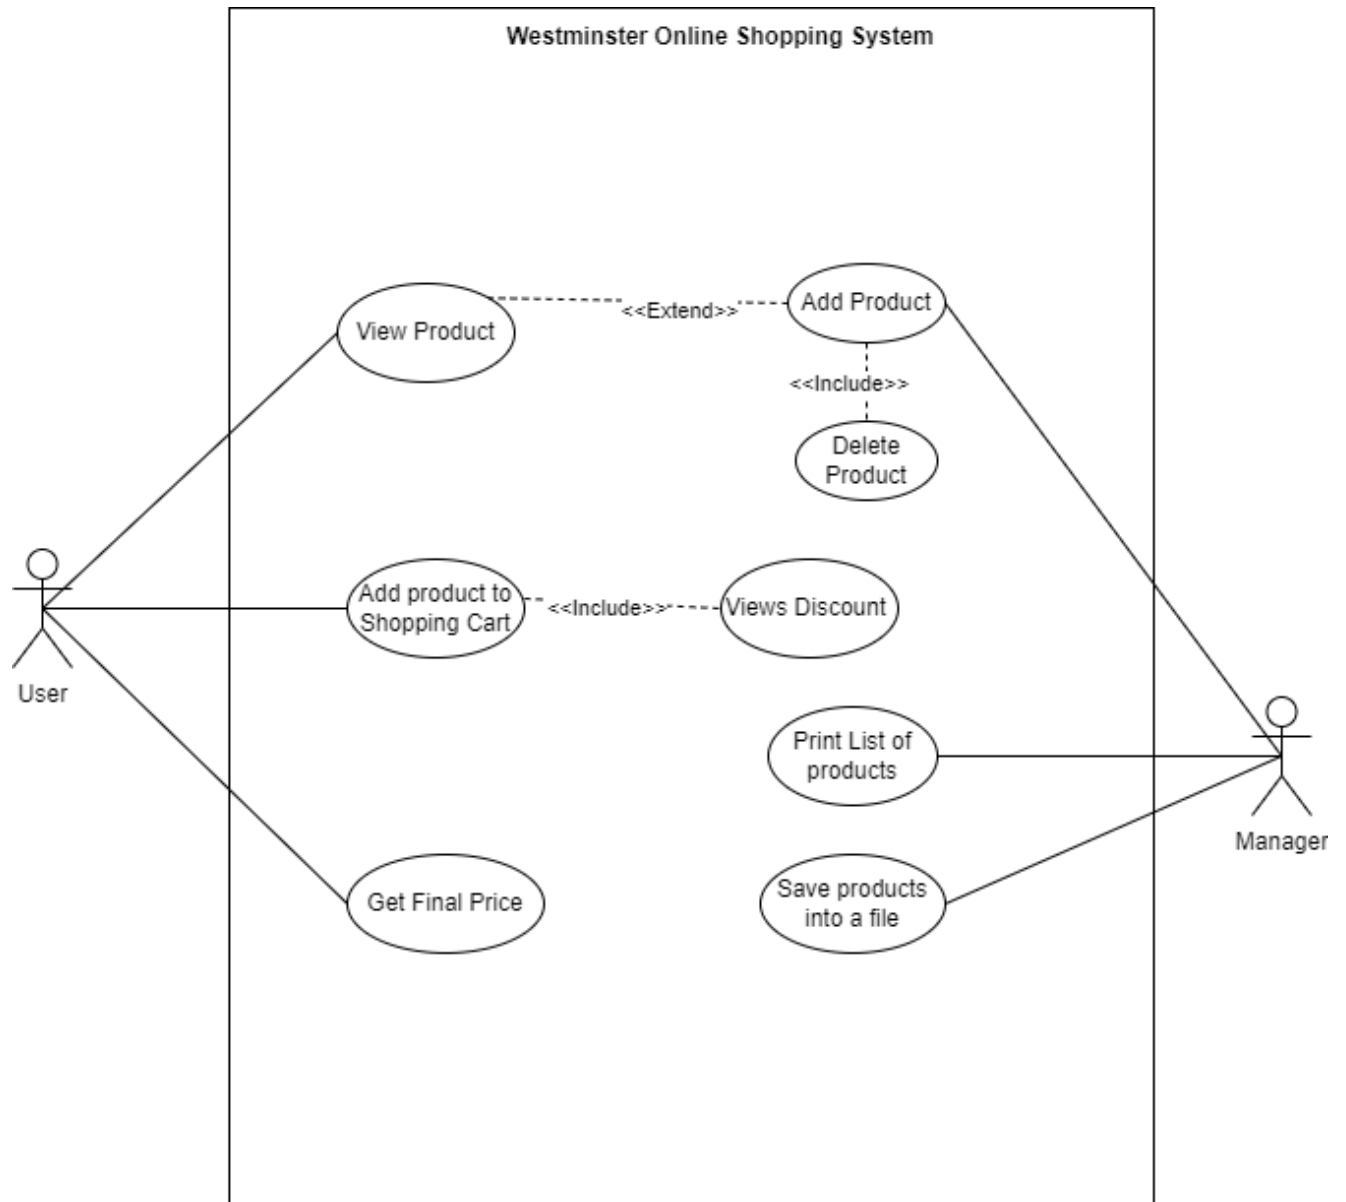 Westminster Online Shopping System
View Product
<<Extend>>
Add Product
<<Include>>
Delete
Product
Add product to
Shopping Cart
<<Include>>
Views Discount
User
Print List of
products
Manager
Get Final Price
Save products
into a file